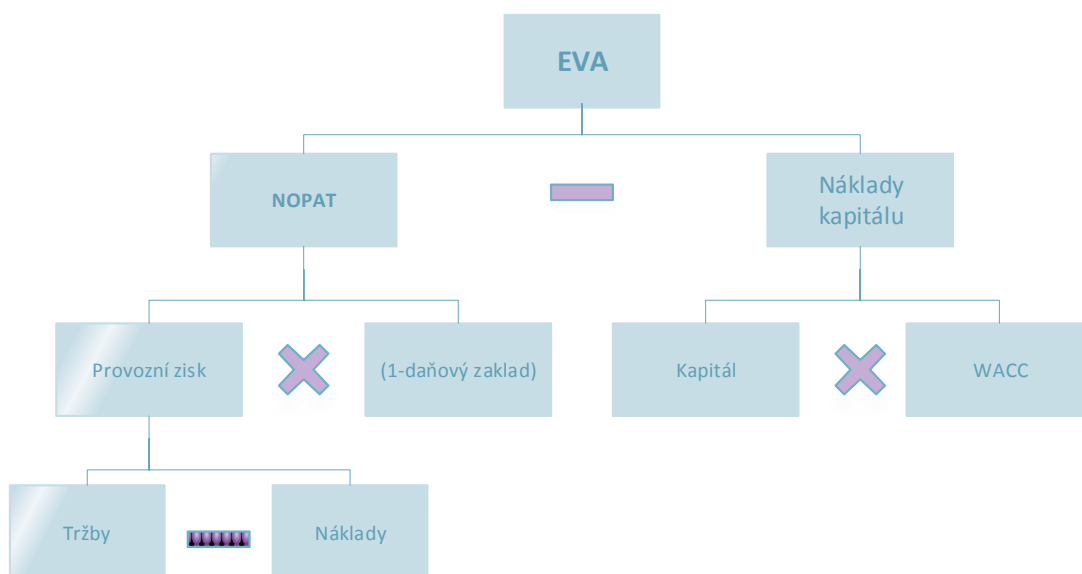 EVA
NOPAT
Náklady
kapitálu
Provozní zisk
(1-daňový zaklad)
Kapitál
WACC
Tržby
Náklady